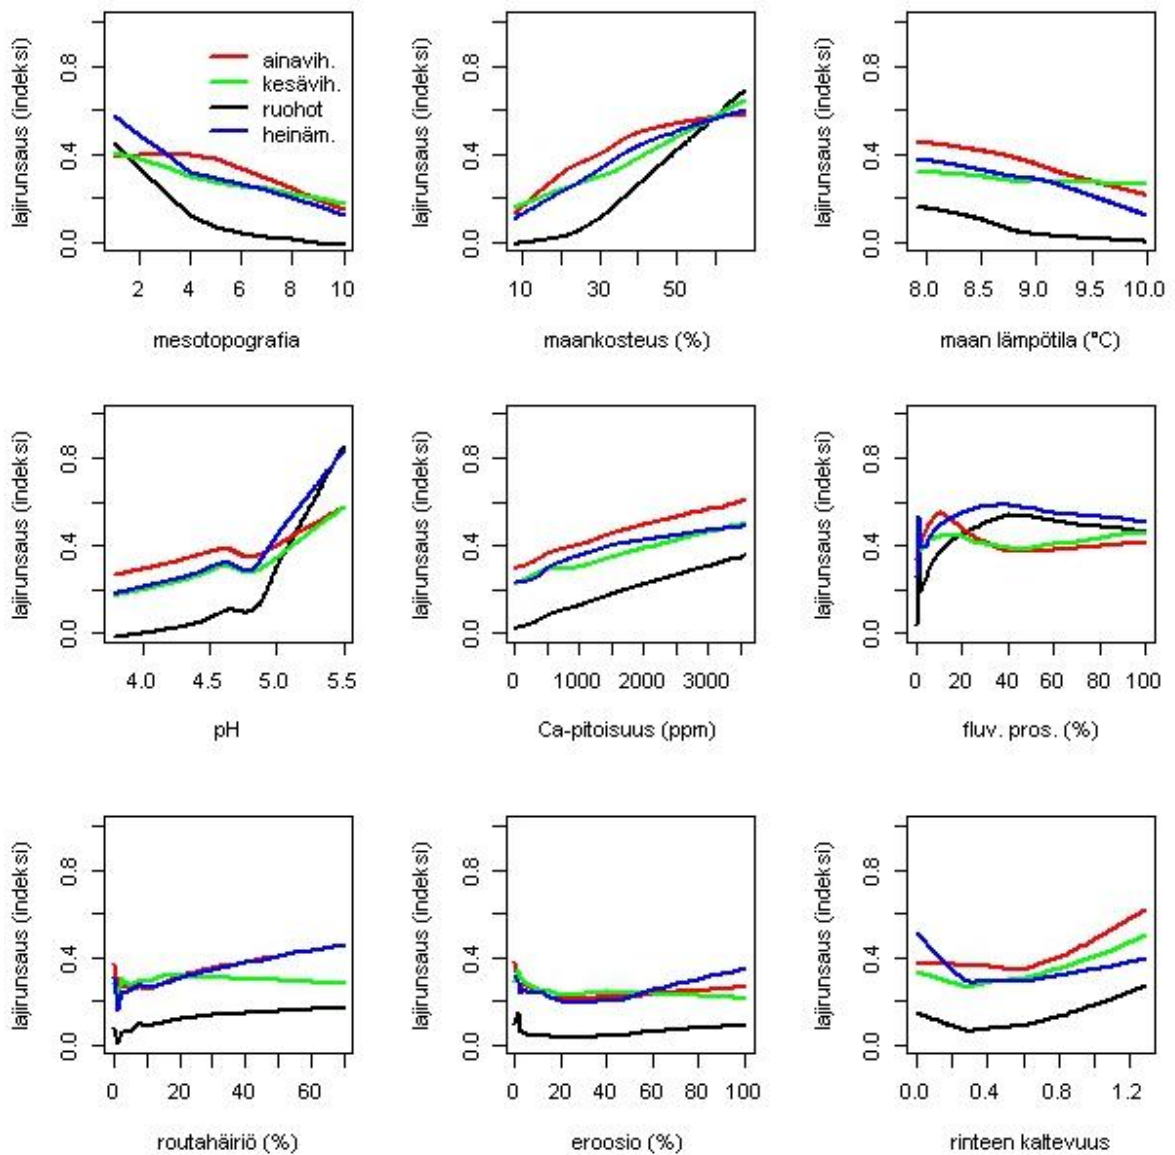 lajirunsaus (indeksi)
0.0 0.4 0.8
ainavih.
kesävih.
ruohot
heinäm.
2 4 6 8 10
mesotopografia
lajirunsaus (indeksi)
0.0 0.4 0.8
10 30 50
maankosteus (%)
lajirunsaus (indeksi)
0.0 0.4 0.8
8.0 8.5 9.0 9.5 10.0
maan lämpötila (°C)
lajirunsaus (indeksi)
0.0 0.4 0.8
4.0 4.5 5.0 5.5
pH
lajirunsaus (indeksi)
0.0 0.4 0.8
0 1000 2000 3000
Ca-pitoisuus (ppm)
lajirunsaus (indeksi)
0.0 0.4 0.8
0 20 40 60 80 100
fluv. pros. (%)
lajirunsaus (indeksi)
0.0 0.4 0.8
0 20 40 60
routahäiriö (%)
lajirunsaus (indeksi)
0.0 0.4 0.8
0 20 40 60 80 100
eroosio (%)
lajirunsaus (indeksi)
0.0 0.4 0.8
0.0 0.4 0.8 1.2
rinteen kaltevuus